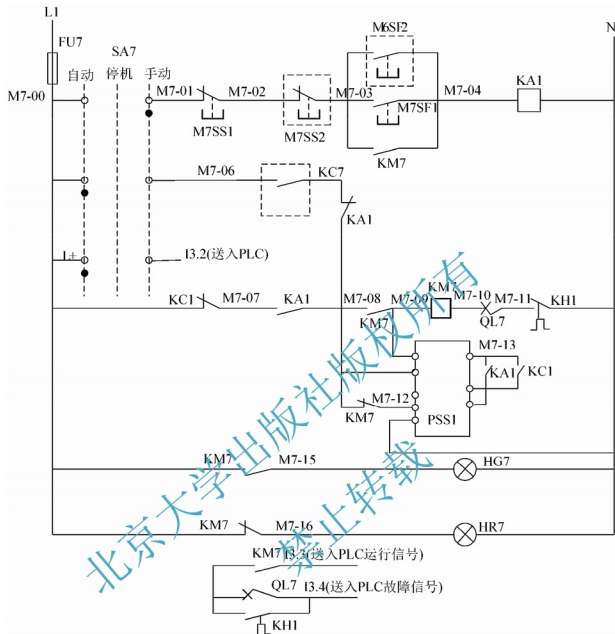 L1
N
FU7
SA7
自动
停机
手动
M6SF2
M7-00
M7-01
M7-02
M7-03
M7-04
KA1
M7SF1
M7SS1
M7SS2
KM7
M7-06
KC7
KA1
L+
I3.2(送入PLC)
KC1
M7-07
KA1
M7-08
M7-09
KM7
M7-10
M7-11
KH1
KM7
QL7
M7-13
KA1
KC1
KM7
M7-12
PSS1
KM7
M7-15
HG7
KM7
M7-16
HR7
KM7
I3.3(送入PLC运行信号)
QL7
I3.4(送入PLC故障信号)
KH1
北京大学出版社版权所有
禁止转载